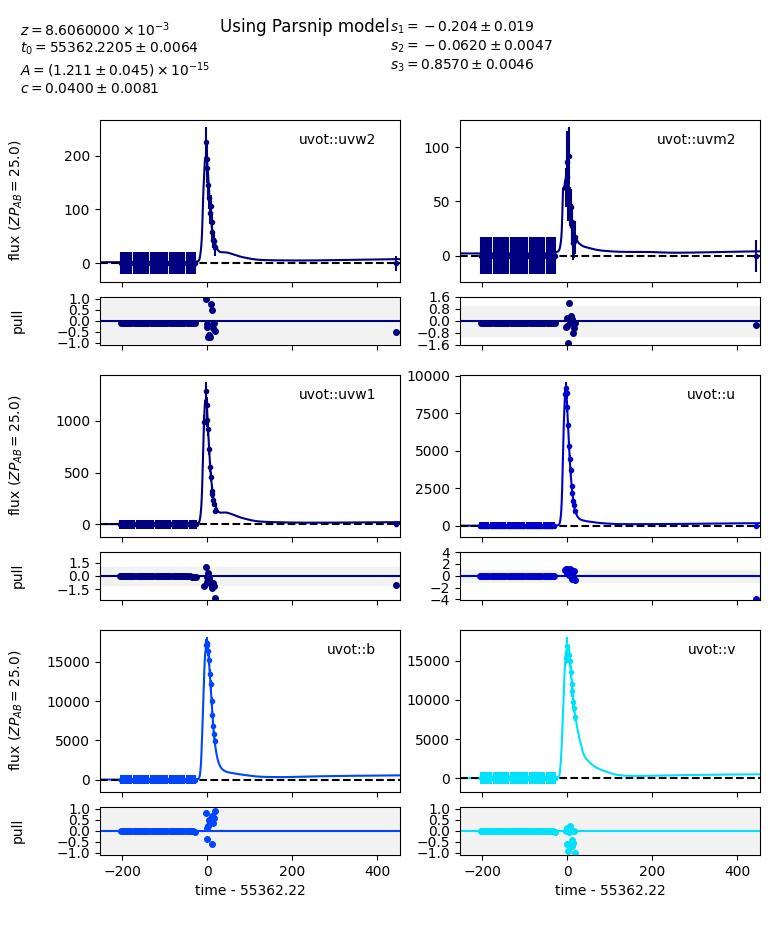 Using Parsnip model
z = 8.6060000 × 10⁻³
t₀ = 55362.2205 ± 0.0064
A = (1.211 ± 0.045) × 10⁻¹⁵
c = 0.0400 ± 0.0081
s₁ = −0.204 ± 0.019
s₂ = −0.0620 ± 0.0047
s₃ = 0.8570 ± 0.0046
flux (ZP_AB = 25.0)
200
100
0
uvot::uvw2
100
50
0
uvot::uvm2
pull
1.0
0.5
0.0
−0.5
−1.0
1.6
0.8
0.0
−0.8
−1.6
flux (ZP_AB = 25.0)
1000
500
0
uvot::uvw1
10000
7500
5000
2500
0
uvot::u
pull
1.5
0.0
−1.5
4
2
0
−2
−4
flux (ZP_AB = 25.0)
15000
10000
5000
0
uvot::b
15000
10000
5000
0
uvot::v
pull
1.0
0.5
0.0
−0.5
−1.0
1.0
0.5
0.0
−0.5
−1.0
−200 0 200 400
−200 0 200 400
time - 55362.22
time - 55362.22